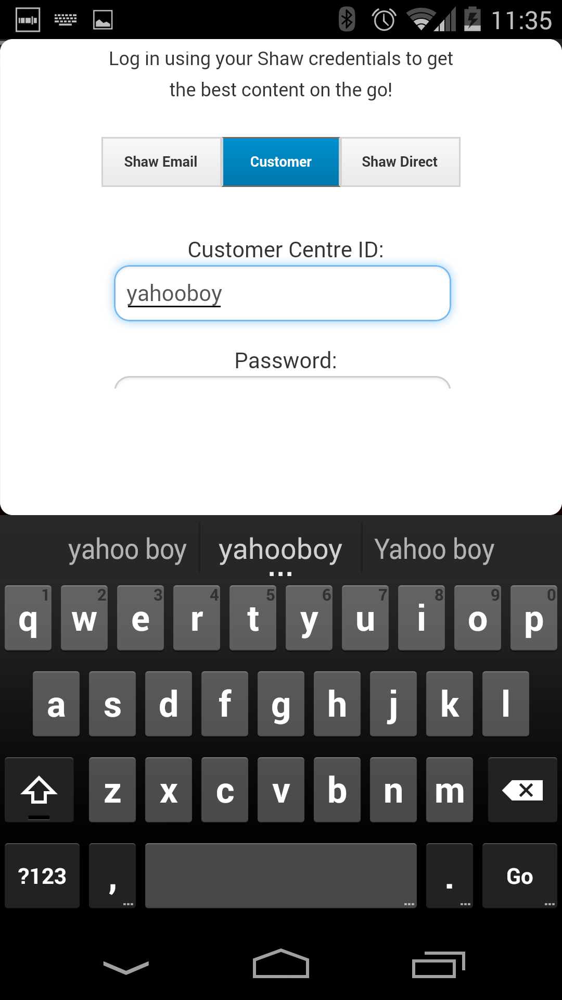 11:35
Log in using your Shaw credentials to get
the best content on the go!
Shaw Email Customer Shaw Direct
Customer Centre ID:
yahooboy
Password:
yahoo boy yahooboy Yahoo boy
1 2 3 4 5 6 7 8 9 0
q w e r t y u i o p
a s d f g h j k l
z x c v b n m
?123 , . Go